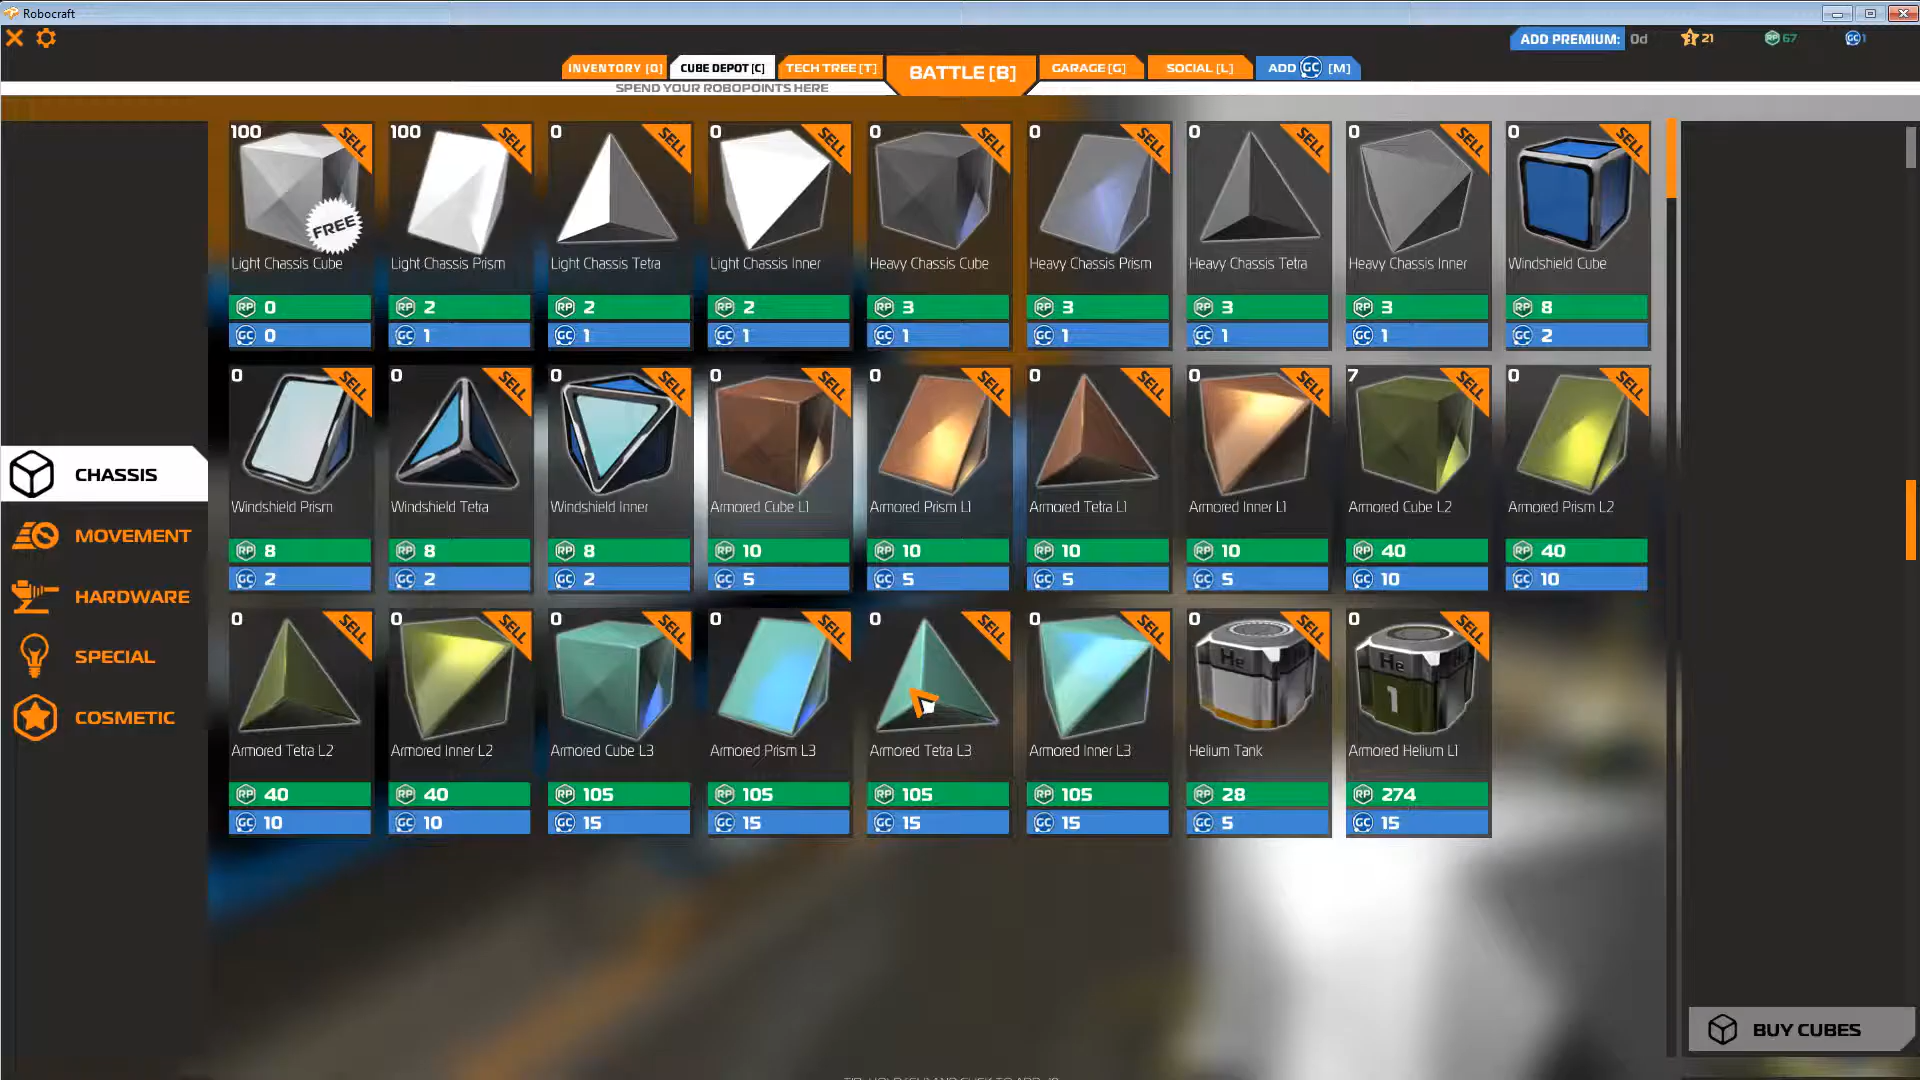 Robocraft
ADD PREMIUM: 0d 3 21 RP 67 GC 1
INVENTORY [Q] CUBE DEPOT [C] TECH TREE [T] BATTLE [B] GARAGE [G] SOCIAL [L] ADD GC [M]
SPEND YOUR ROBOPOINTS HERE
100 SELL 100 SELL 0 SELL 0 SELL 0 SELL 0 SELL 0 SELL 0 SELL 0 SELL
FREE
Light Chassis Cube Light Chassis Prism Light Chassis Tetra Light Chassis Inner Heavy Chassis Cube Heavy Chassis Prism Heavy Chassis Tetra Heavy Chassis Inner Windshield Cube
RP 0 RP 2 RP 2 RP 2 RP 3 RP 3 RP 3 RP 3 RP 8
GC 0 GC 1 GC 1 GC 1 GC 1 GC 1 GC 1 GC 1 GC 2
0 SELL 0 SELL 0 SELL 0 SELL 0 SELL 0 SELL 0 SELL 7 SELL 0 SELL
Windshield Prism Windshield Tetra Windshield Inner Armored Cube L1 Armored Prism L1 Armored Tetra L1 Armored Inner L1 Armored Cube L2 Armored Prism L2
RP 8 RP 8 RP 8 RP 10 RP 10 RP 10 RP 10 RP 40 RP 40
GC 2 GC 2 GC 2 GC 5 GC 5 GC 5 GC 5 GC 10 GC 10
0 SELL 0 SELL 0 SELL 0 SELL 0 SELL 0 SELL 0 SELL 0 SELL
He He
1
Armored Tetra L2 Armored Inner L2 Armored Cube L3 Armored Prism L3 Armored Tetra L3 Armored Inner L3 Helium Tank Armored Helium L1
RP 40 RP 40 RP 105 RP 105 RP 105 RP 105 RP 28 RP 274
GC 10 GC 10 GC 15 GC 15 GC 15 GC 15 GC 5 GC 15
CHASSIS
MOVEMENT
HARDWARE
SPECIAL
COSMETIC
BUY CUBES